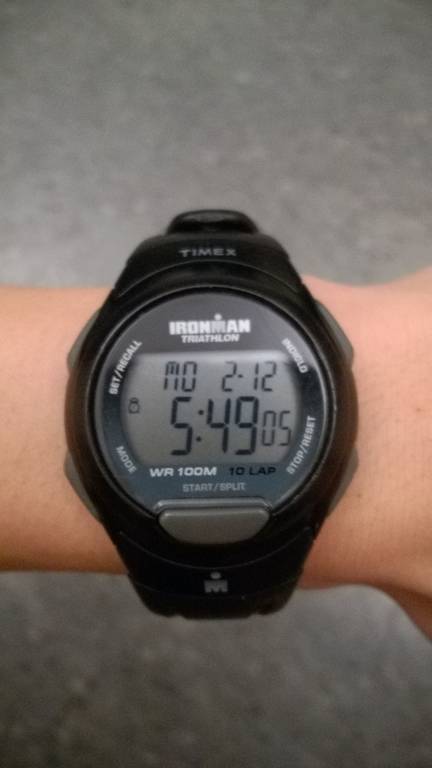 TIMEX
IRONMAN
TRIATHLON
SET/RECALL
INDIGLO
MO 2-12
5:49 05
MODE
STOP/RESET
WR 100M 10 LAP
START/SPLIT